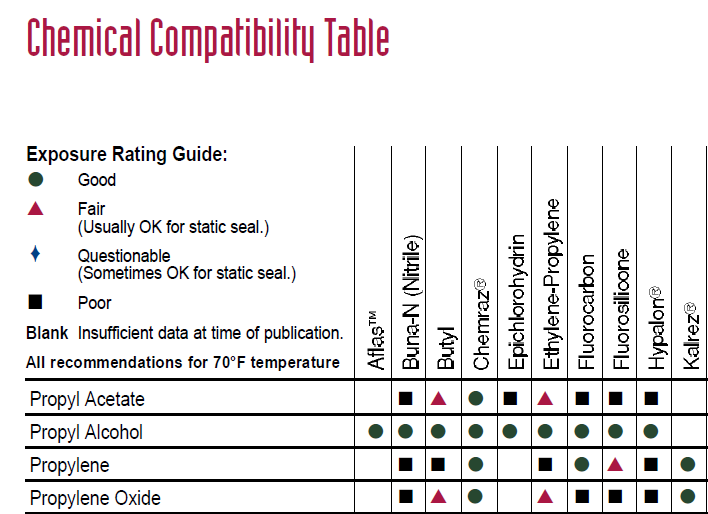 Chemical Compatibility Table
Exposure Rating Guide:
Good
Fair
(Usually OK for static seal.)
Questionable
(Sometimes OK for static seal.)
Poor
Blank Insufficient data at time of publication.
All recommendations for 70°F temperature
Aflas™
Buna-N (Nitrile)
Butyl
Chemraz®
Epichlorohydrin
Ethylene-Propylene
Fluorocarbon
Fluorosilicone
Hypalon®
Kalrez®
Propyl Acetate
Propyl Alcohol
Propylene
Propylene Oxide